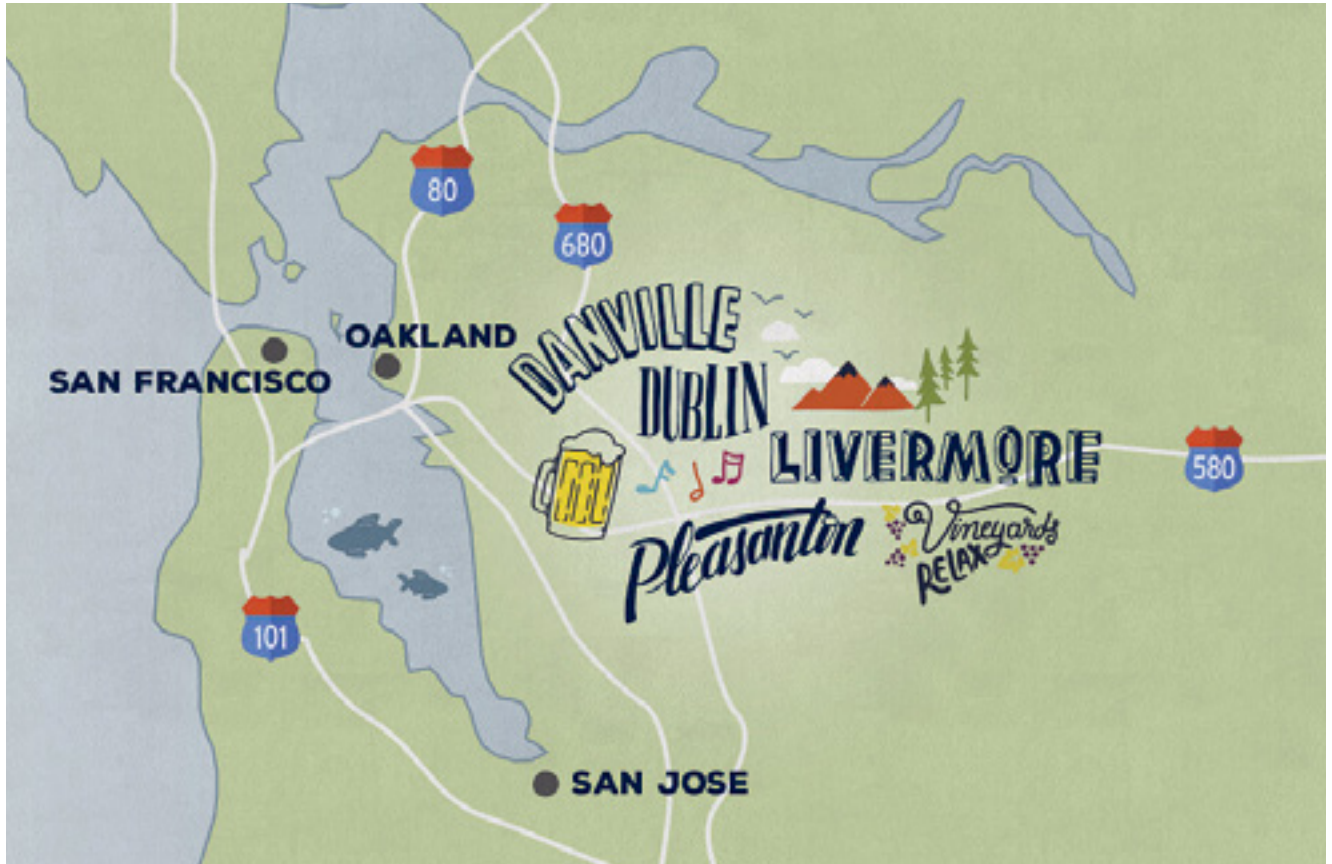 80
680
DANVILLE
OAKLAND
SAN FRANCISCO
DUBLIN
LIVERMORE
580
Pleasanton
Vineyards
RELAX
101
SAN JOSE